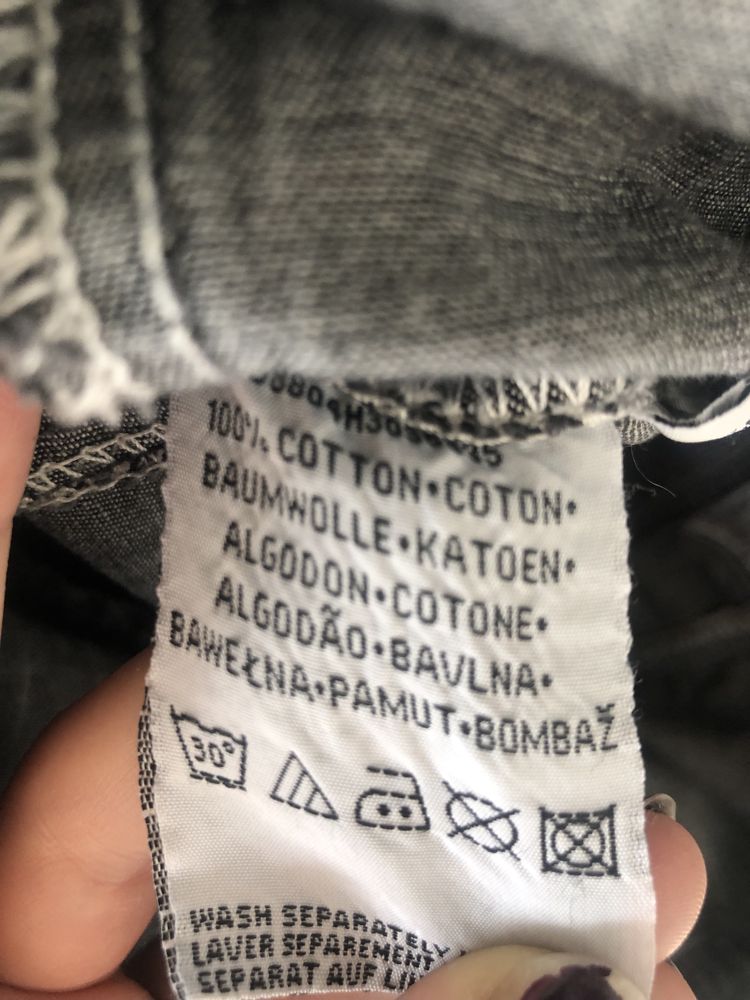 100% COTTON•COTON•
BAUMWOLLE•KATOEN•
ALGODON•COTONE•
ALGODÃO•BAVLNA•
BAWEŁNA•PAMUT•BOMBAŽ
30°
WASH SEPARATELY
LAVER SEPAREMENT
SEPARAT AUF